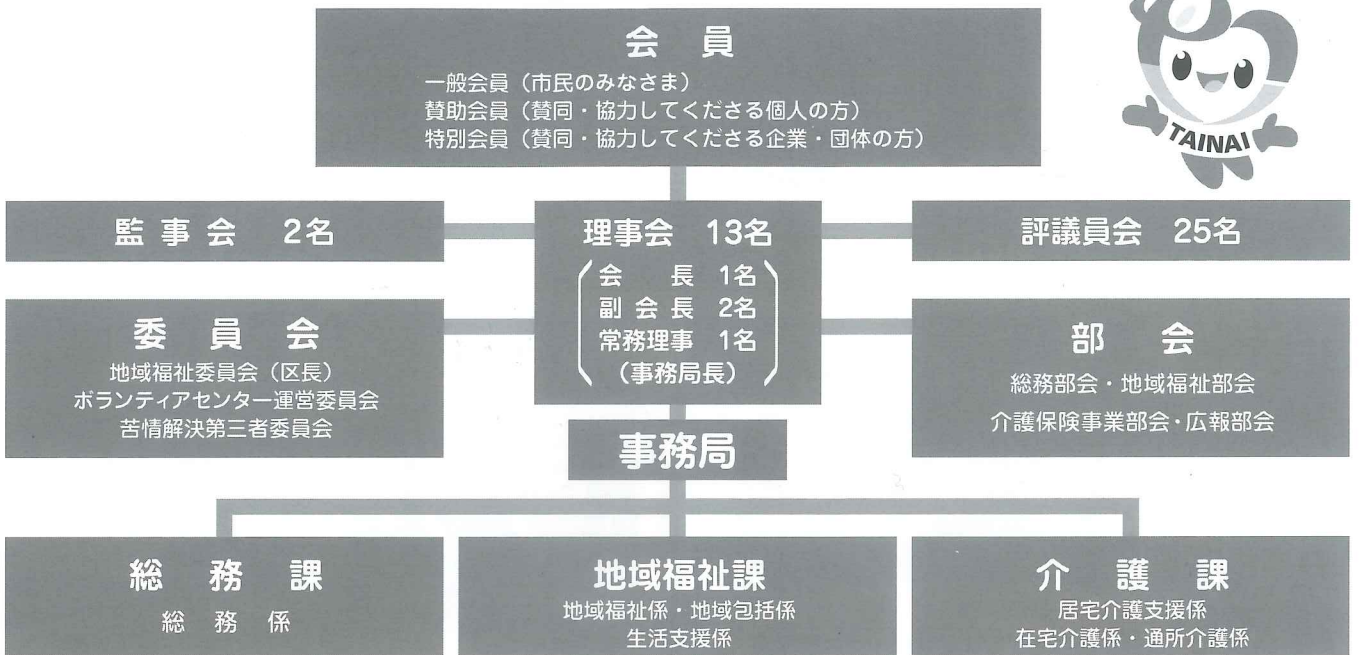 会員
一般会員（市民のみなさま）
賛助会員（賛同・協力してくださる個人の方）
特別会員（賛同・協力してくださる企業・団体の方）
TAINAI
監事会　2名
理事会　13名
会長　1名
副会長　2名
常務理事　1名
（事務局長）
評議員会　25名
委員会
地域福祉委員会（区長）
ボランティアセンター運営委員会
苦情解決第三者委員会
部会
総務部会・地域福祉部会
介護保険事業部会・広報部会
事務局
総務課
総務係
地域福祉課
地域福祉係・地域包括係
生活支援係
介護課
居宅介護支援係
在宅介護係・通所介護係